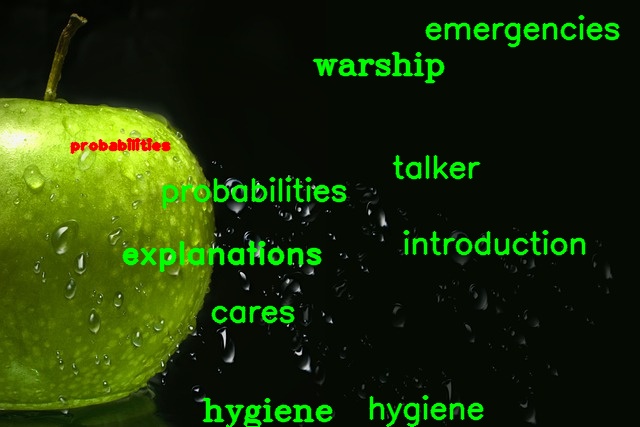 emergencies
warship
probabilities
talker
probabilities
introduction
explanations
cares
hygiene hygiene